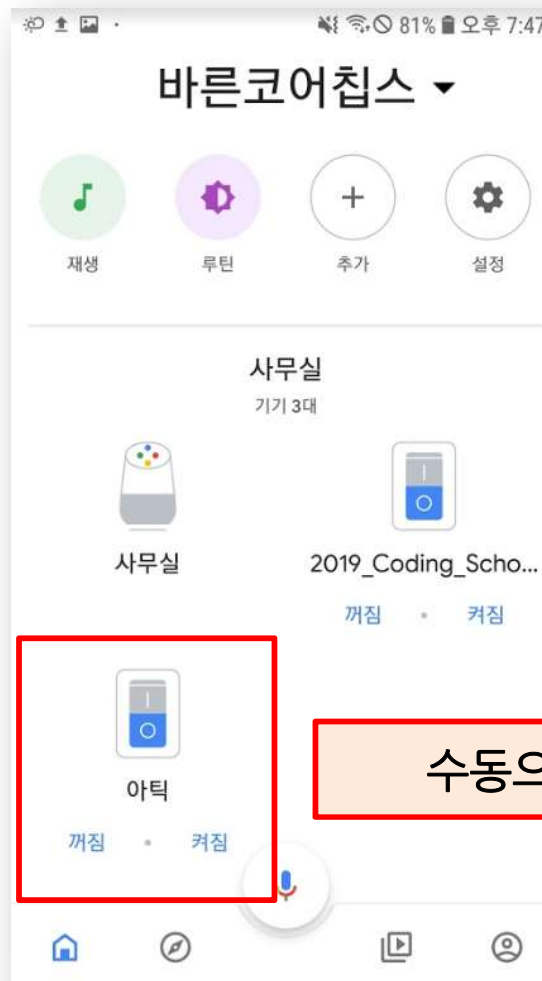 81% 오후 7:47
바른코어칩스
재생 루틴 추가 설정
사무실
기기 3대
사무실 2019_Coding_Scho...
꺼짐 · 켜짐
아틱
수동으
꺼짐 · 켜짐